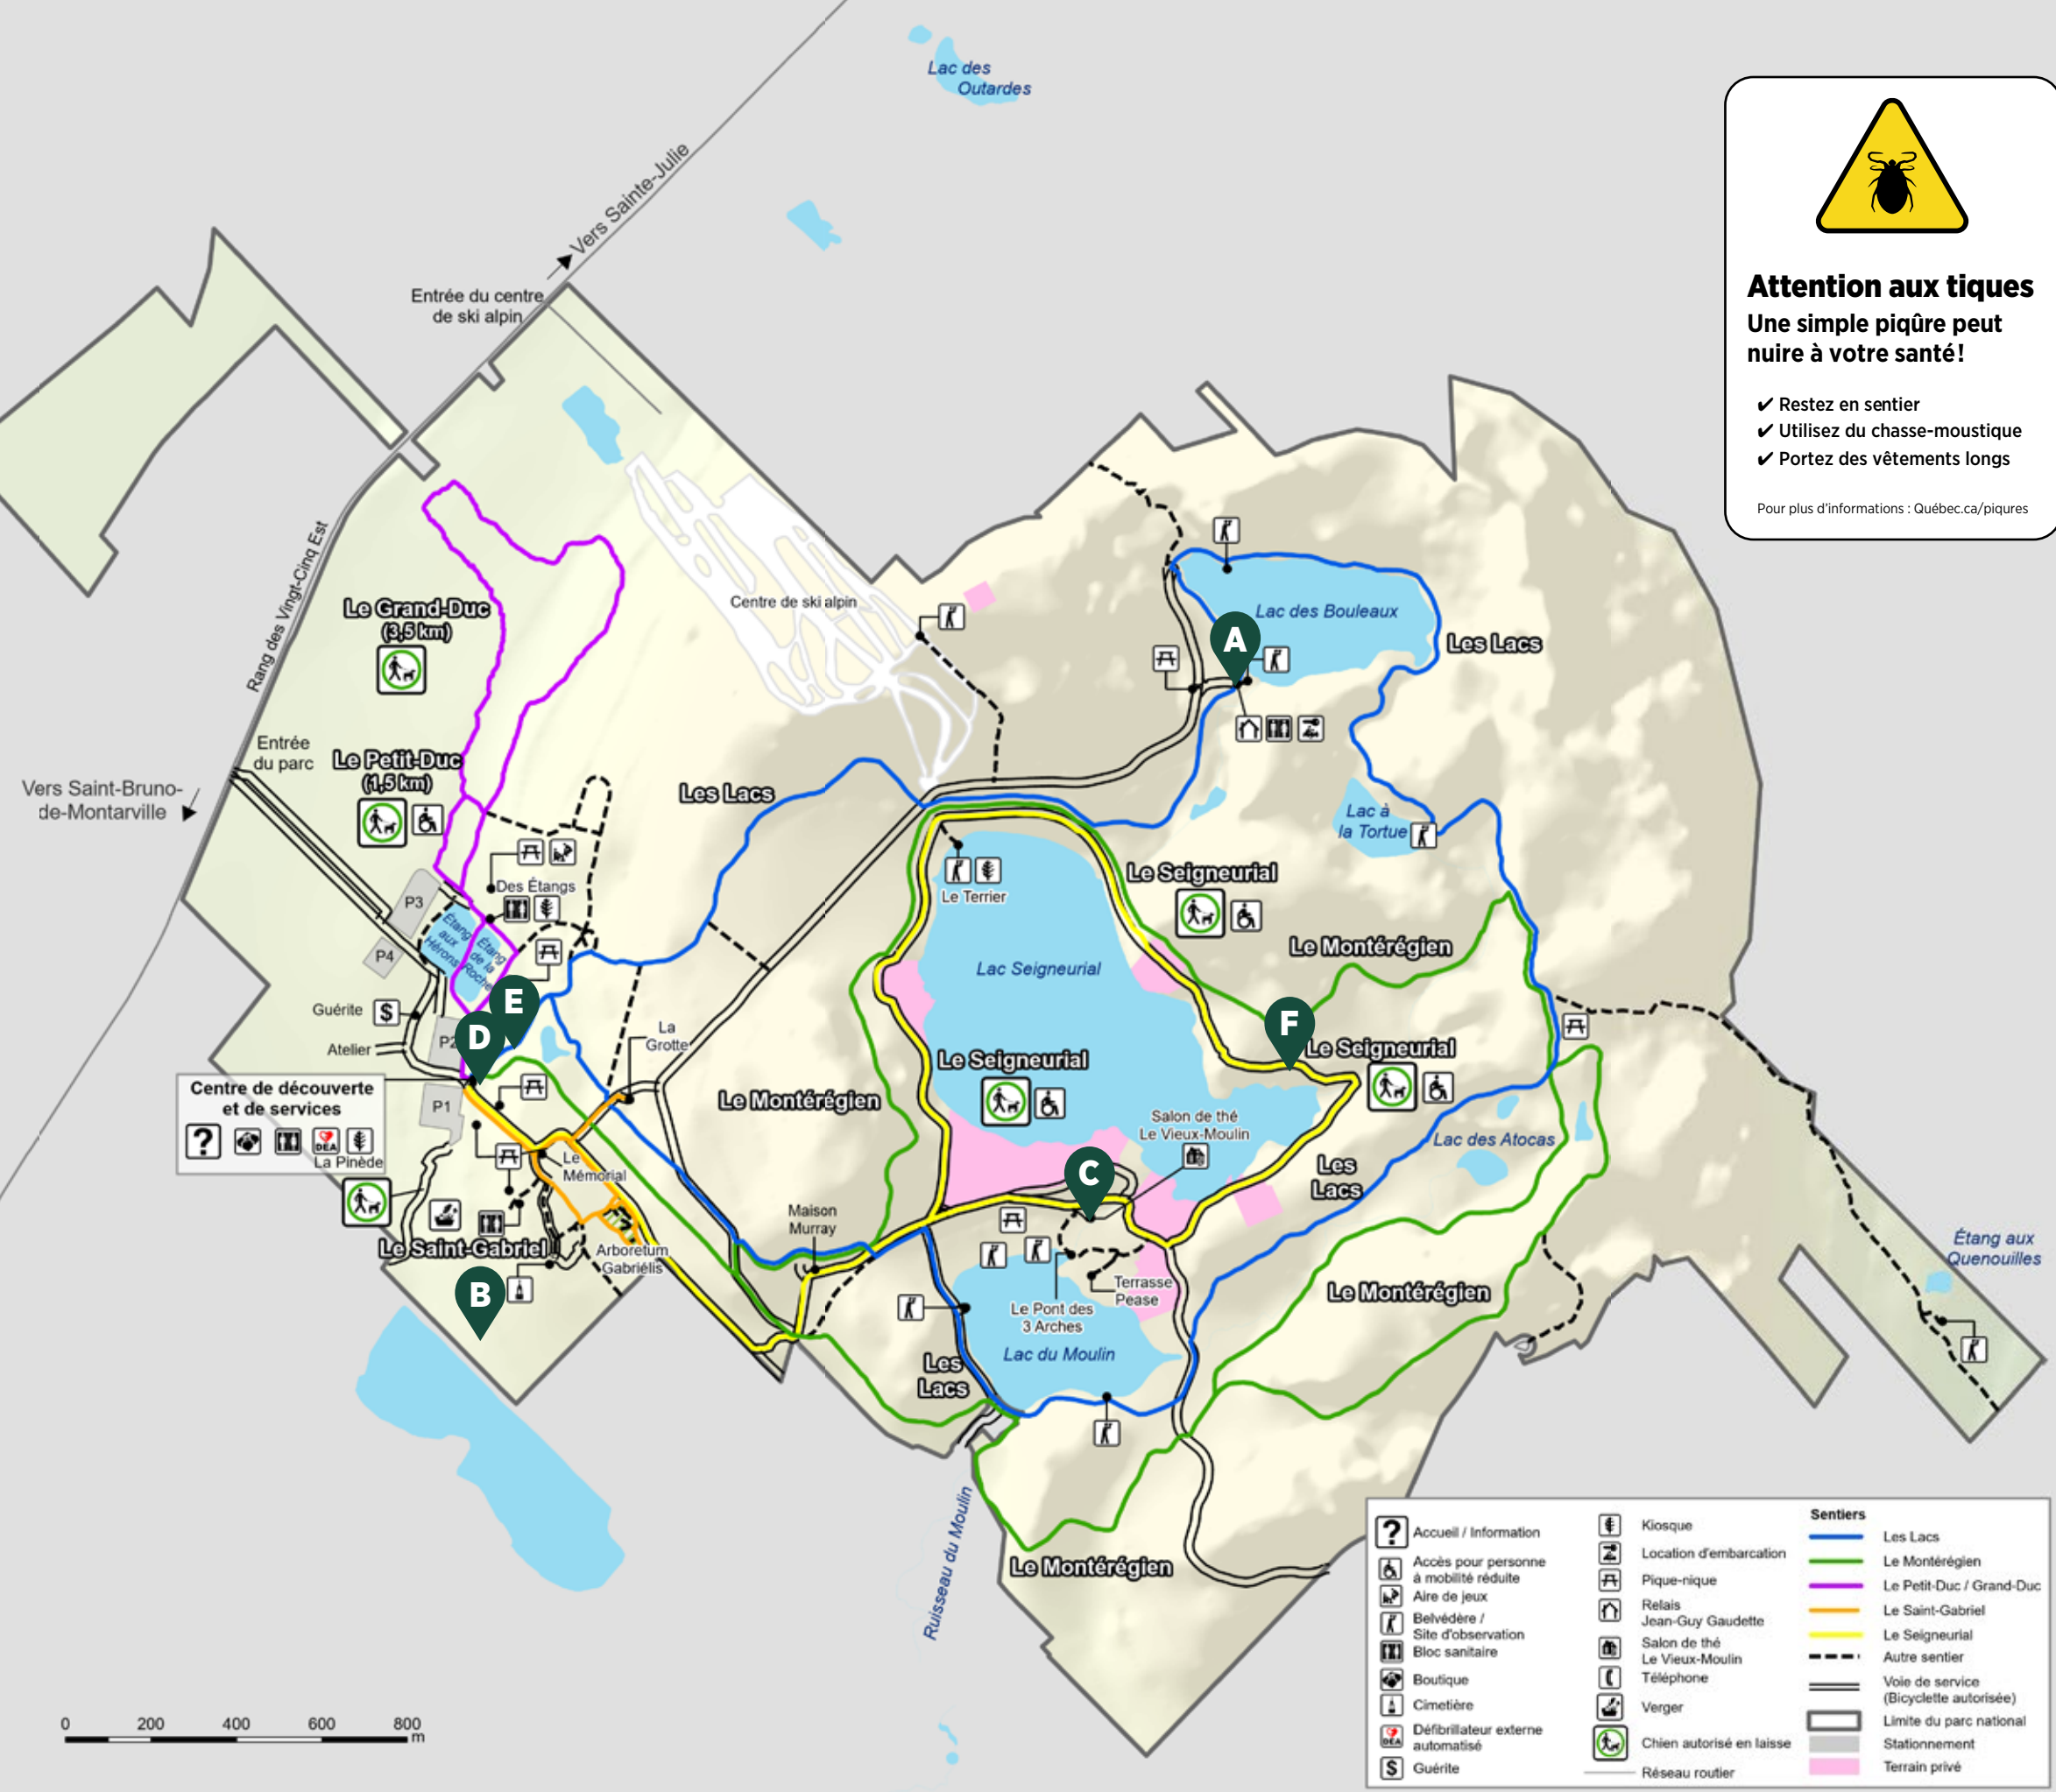 Lac des
Outardes
Vers Sainte-Julie
Attention aux tiques
Une simple piqûre peut
nuire à votre santé!
✔ Restez en sentier
✔ Utilisez du chasse-moustique
✔ Portez des vêtements longs
Pour plus d'informations : Québec.ca/piqures
Entrée du centre
de ski alpin
Rang des Vingt-Cinq Est
Centre de ski alpin
Le Grand-Duc
(3,5 km)
Lac des Bouleaux
A
Les Lacs
Entrée
du parc
Le Petit-Duc
(1,5 km)
Vers Saint-Bruno-
de-Montarville
Les Lacs
Lac à
la Tortue
Des Étangs
P3
P4
Étang
aux
Hérons
Étang
de la
Roche
Le Terrier
Le Seigneurial
Le Montérégien
Lac Seigneurial
Guérite
$
E
D
P2
F
Atelier
La
Grotte
Le Seigneurial
Le Seigneurial
Centre de découverte
et de services
?
DEA
La Pinède
P1
Le Montérégien
Salon de thé
Le Vieux-Moulin
Lac des Atocas
Le
Mémorial
C
Les
Lacs
Maison
Murray
Le Saint-Gabriel
Arboretum
Gabriélis
B
Étang aux
Quenouilles
Terrasse
Pease
Le Pont des
3 Arches
Le Montérégien
Lac du Moulin
Les
Lacs
Ruisseau du Moulin
Le Montérégien
0 200 400 600 800
m
? Accueil / Information
Accès pour personne
à mobilité réduite
Aire de jeux
Belvédère /
Site d'observation
Bloc sanitaire
Boutique
Cimetière
DEA Défibrillateur externe
automatisé
$ Guérite
Kiosque
Location d'embarcation
Pique-nique
Relais
Jean-Guy Gaudette
Salon de thé
Le Vieux-Moulin
Téléphone
Verger
Chien autorisé en laisse
Réseau routier
Sentiers
Les Lacs
Le Montérégien
Le Petit-Duc / Grand-Duc
Le Saint-Gabriel
Le Seigneurial
Autre sentier
Voie de service
(Bicyclette autorisée)
Limite du parc national
Stationnement
Terrain privé